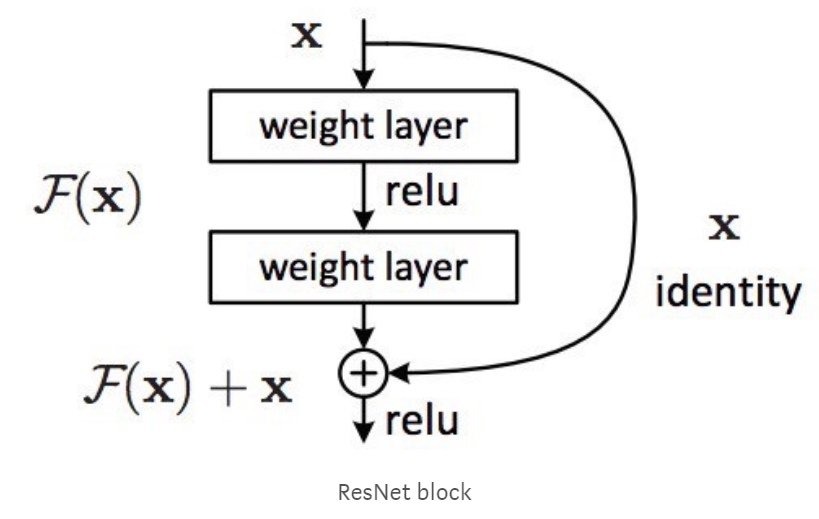 x
weight layer
F(x)
relu
x
weight layer
identity
F(x) + x
relu
ResNet block